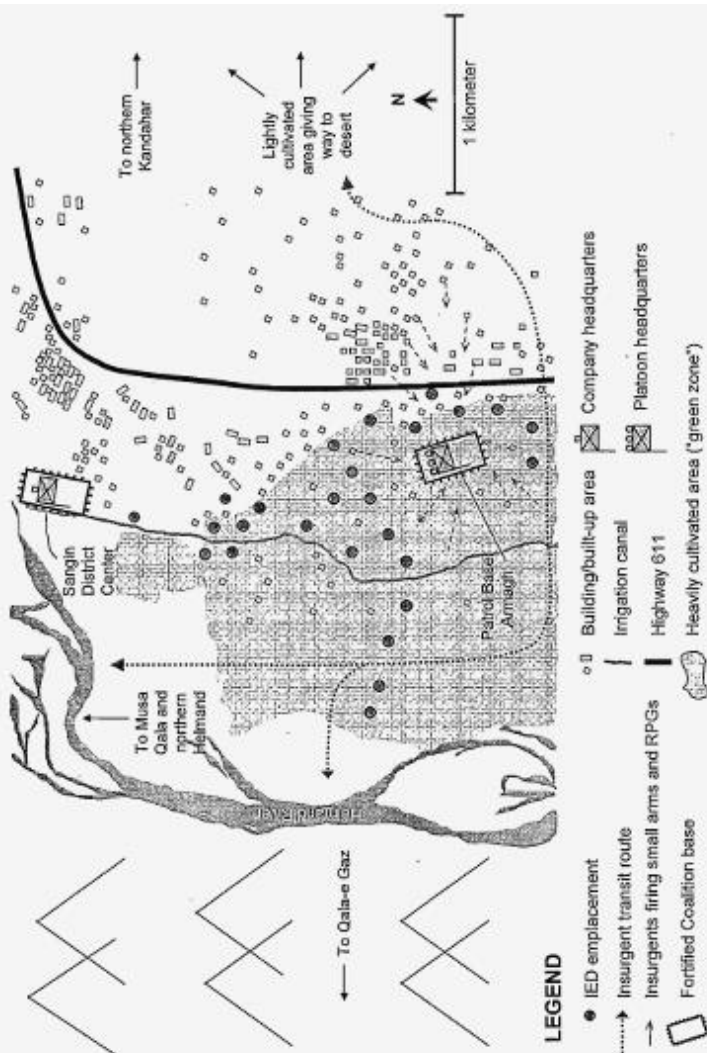 To northern
Kandahar
Lightly
cultivated
area giving
way to
desert
N
1 kilometer
Sangin
District
Center
To Musa
Qala and
northern
Helmand
Patrol Base
Armagh
To Qala-e Gaz
LEGEND
IED emplacement
Insurgent transit route
Insurgents firing small arms and RPGs
Fortified Coalition base
Building/built-up area
Irrigation canal
Highway 611
Heavily cultivated area ("green zone")
Company headquarters
Platoon headquarters